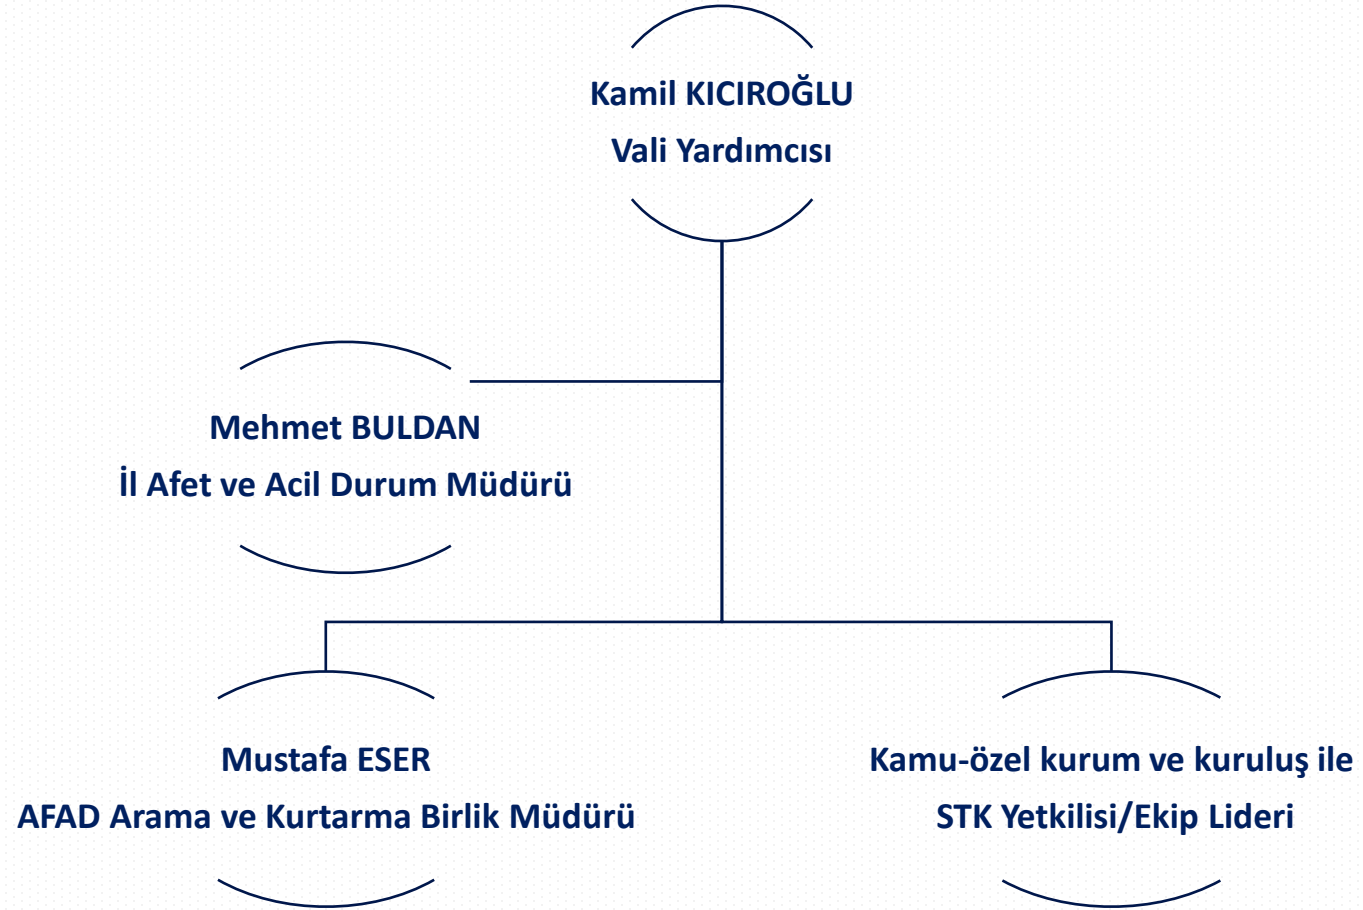 Kamil KICIROĞLU
Vali Yardımcısı
Mehmet BULDAN
İl Afet ve Acil Durum Müdürü
Mustafa ESER
AFAD Arama ve Kurtarma Birlik Müdürü
Kamu-özel kurum ve kuruluş ile
STK Yetkilisi/Ekip Lideri